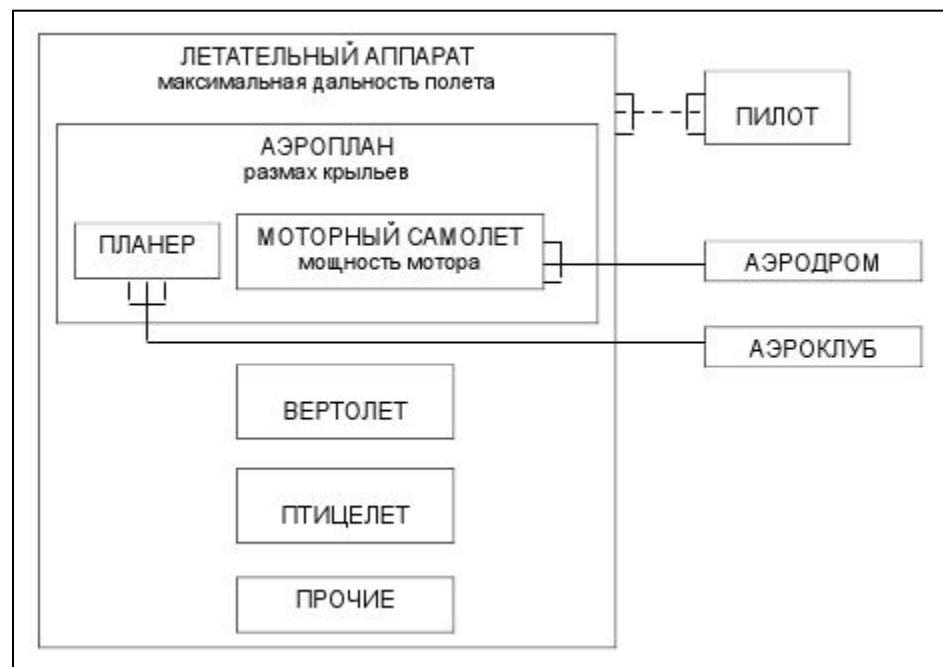 ЛЕТАТЕЛЬНЫЙ АППАРАТ
максимальная дальность полета
ПИЛОТ
АЭРОПЛАН
размах крыльев
ПЛАНЕР
МОТОРНЫЙ САМОЛЕТ
мощность мотора
АЭРОДРОМ
АЭРОКЛУБ
ВЕРТОЛЕТ
ПТИЦЕЛЕТ
ПРОЧИЕ